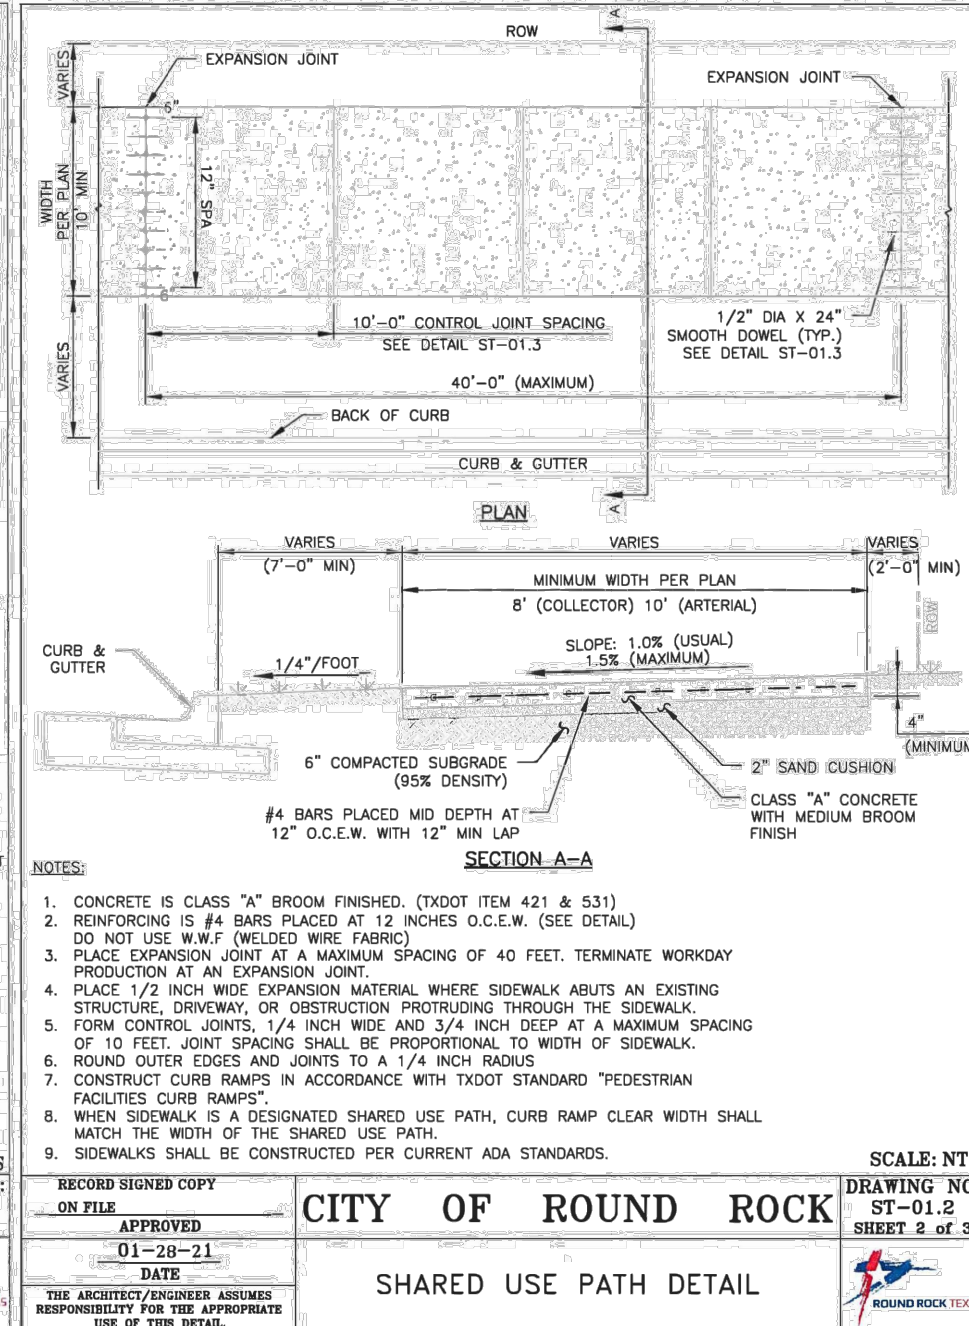 ROW
A
EXPANSION JOINT
EXPANSION JOINT
VARIES
6"
WIDTH
PER PLAN
10' MIN
12" SPA
6"
10'-0" CONTROL JOINT SPACING
SEE DETAIL ST-01.3
1/2" DIA X 24"
SMOOTH DOWEL (TYP.)
SEE DETAIL ST-01.3
VARIES
40'-0" (MAXIMUM)
BACK OF CURB
CURB & GUTTER
A
PLAN
VARIES
(7'-0" MIN)
VARIES
VARIES
(2'-0" MIN)
MINIMUM WIDTH PER PLAN
8' (COLLECTOR) 10' (ARTERIAL)
ROW
CURB &
GUTTER
1/4"/FOOT
SLOPE: 1.0% (USUAL)
1.5% (MAXIMUM)
4"
(MINIMUM
6" COMPACTED SUBGRADE
(95% DENSITY)
2" SAND CUSHION
#4 BARS PLACED MID DEPTH AT
12" O.C.E.W. WITH 12" MIN LAP
CLASS "A" CONCRETE
WITH MEDIUM BROOM
FINISH
SECTION A-A
NOTES:
1. CONCRETE IS CLASS "A" BROOM FINISHED. (TXDOT ITEM 421 & 531)
2. REINFORCING IS #4 BARS PLACED AT 12 INCHES O.C.E.W. (SEE DETAIL)
DO NOT USE W.W.F (WELDED WIRE FABRIC)
3. PLACE EXPANSION JOINT AT A MAXIMUM SPACING OF 40 FEET. TERMINATE WORKDAY
PRODUCTION AT AN EXPANSION JOINT.
4. PLACE 1/2 INCH WIDE EXPANSION MATERIAL WHERE SIDEWALK ABUTS AN EXISTING
STRUCTURE, DRIVEWAY, OR OBSTRUCTION PROTRUDING THROUGH THE SIDEWALK.
5. FORM CONTROL JOINTS, 1/4 INCH WIDE AND 3/4 INCH DEEP AT A MAXIMUM SPACING
OF 10 FEET. JOINT SPACING SHALL BE PROPORTIONAL TO WIDTH OF SIDEWALK.
6. ROUND OUTER EDGES AND JOINTS TO A 1/4 INCH RADIUS
7. CONSTRUCT CURB RAMPS IN ACCORDANCE WITH TXDOT STANDARD "PEDESTRIAN
FACILITIES CURB RAMPS".
8. WHEN SIDEWALK IS A DESIGNATED SHARED USE PATH, CURB RAMP CLEAR WIDTH SHALL
MATCH THE WIDTH OF THE SHARED USE PATH.
9. SIDEWALKS SHALL BE CONSTRUCTED PER CURRENT ADA STANDARDS.
SCALE: NT
RECORD SIGNED COPY
ON FILE
APPROVED
01-28-21
DATE
THE ARCHITECT/ENGINEER ASSUMES
RESPONSIBILITY FOR THE APPROPRIATE
USE OF THIS DETAIL.
CITY OF ROUND ROCK
SHARED USE PATH DETAIL
DRAWING NO
ST-01.2
SHEET 2 of 3
ROUND ROCK TEX